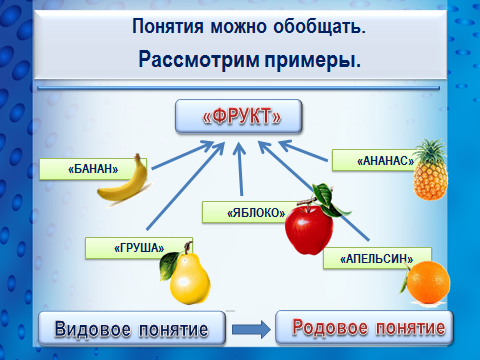 Понятия можно обобщать.
Рассмотрим примеры.
«ФРУКТ»
«БАНАН»
«АНАНАС»
«ЯБЛОКО»
«ГРУША»
«АПЕЛЬСИН»
Видовое понятие
Родовое понятие